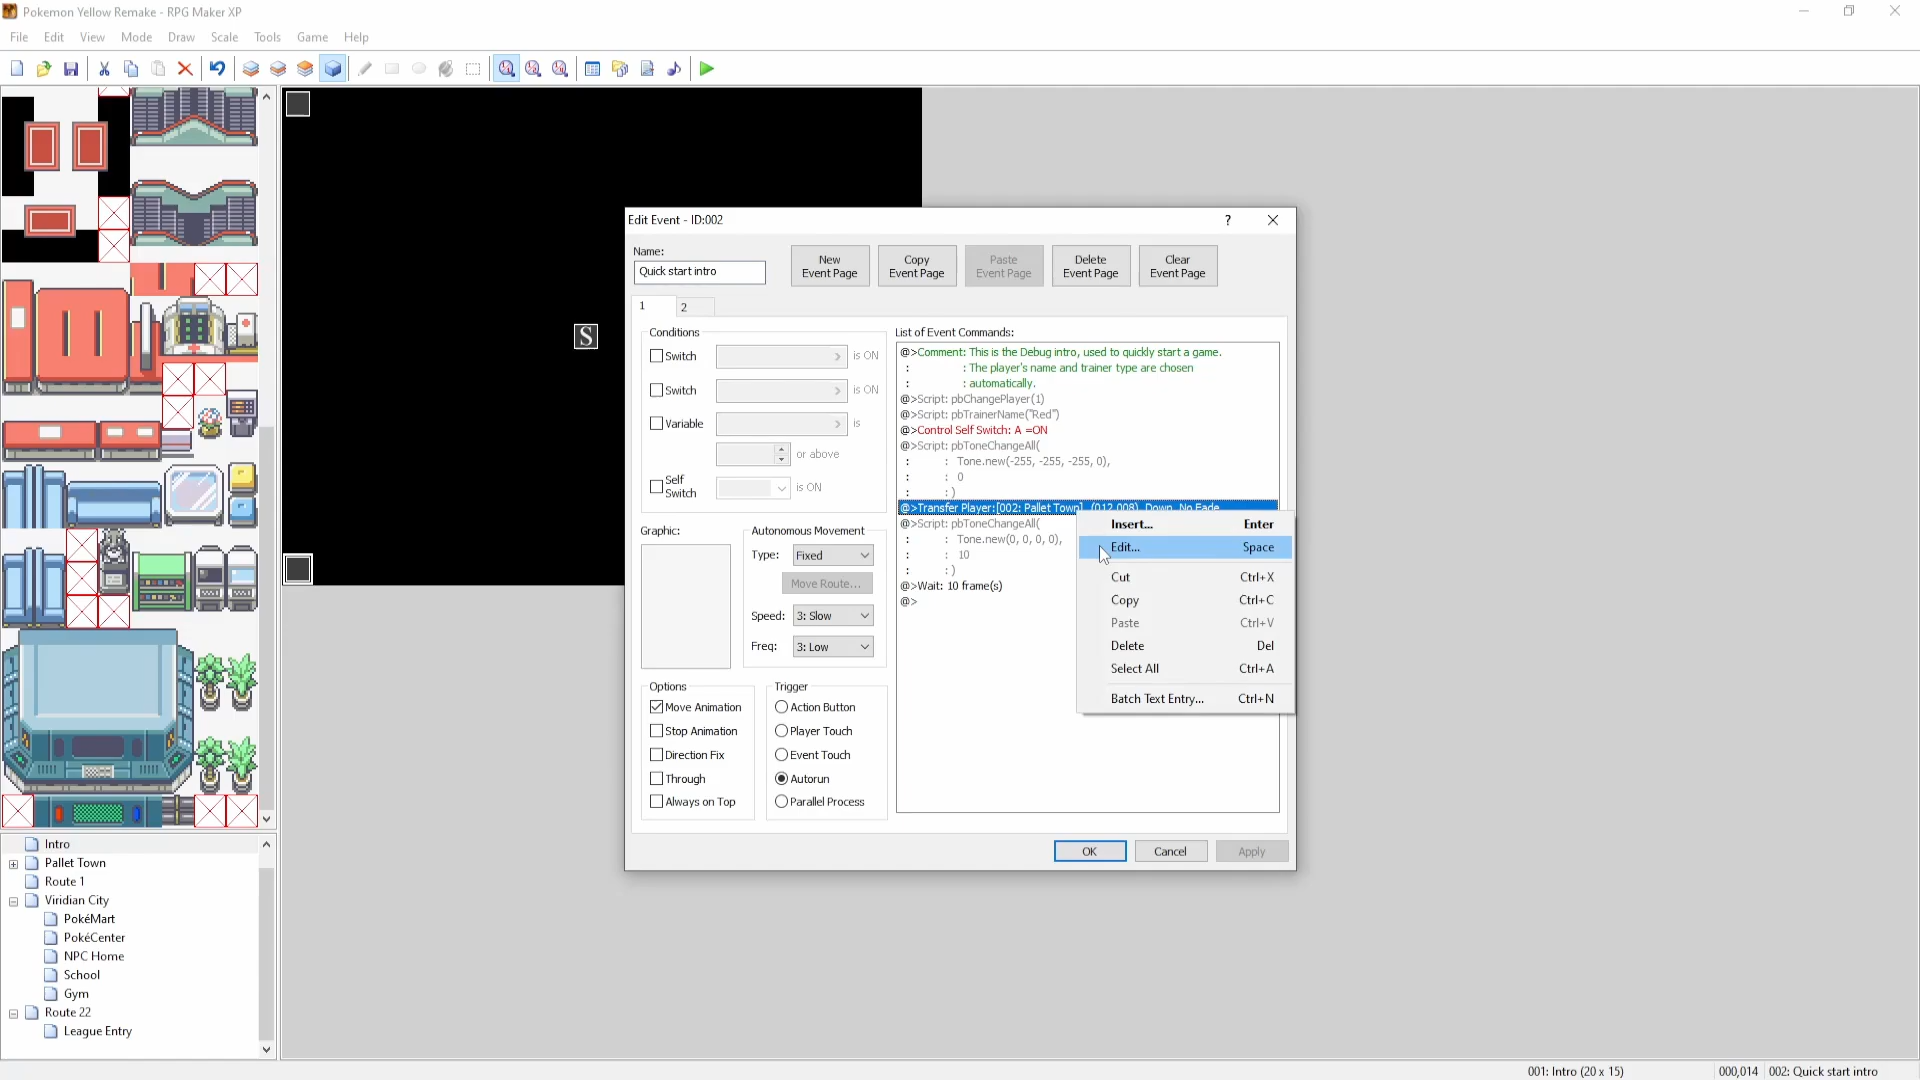 Pokemon Yellow Remake - RPG Maker XP
File Edit View Mode Draw Scale Tools Game Help
Edit Event - ID:002
?
Name:
Quick start intro
New Event Page
Copy Event Page
Paste Event Page
Delete Event Page
Clear Event Page
1 2
Conditions
Switch is ON
Switch is ON
Variable is
or above
Self Switch is ON
Graphic:
Autonomous Movement
Type: Fixed
Move Route...
Speed: 3: Slow
Freq: 3: Low
Options
Move Animation
Stop Animation
Direction Fix
Through
Always on Top
Trigger
Action Button
Player Touch
Event Touch
Autorun
Parallel Process
List of Event Commands:
@>Comment: This is the Debug intro, used to quickly start a game.
: : The player's name and trainer type are chosen
: : automatically.
@>Script: pbChangePlayer(1)
@>Script: pbTrainerName("Red")
@>Control Self Switch: A =ON
@>Script: pbToneChangeAll(
: : Tone.new(-255, -255, -255, 0),
: : 0
: :)
@>Transfer Player:[002: Pallet Town], (012,008), Down, No Fade
@>Script: pbToneChangeAll(
: : Tone.new(0, 0, 0, 0),
: : 10
: :)
@>Wait: 10 frame(s)
@>
Insert... Enter
Edit... Space
Cut Ctrl+X
Copy Ctrl+C
Paste Ctrl+V
Delete Del
Select All Ctrl+A
Batch Text Entry... Ctrl+N
OK Cancel Apply
S
Intro
Pallet Town
Route 1
Viridian City
PokéMart
PokéCenter
NPC Home
School
Gym
Route 22
League Entry
001: Intro (20 x 15) 000,014 002: Quick start intro